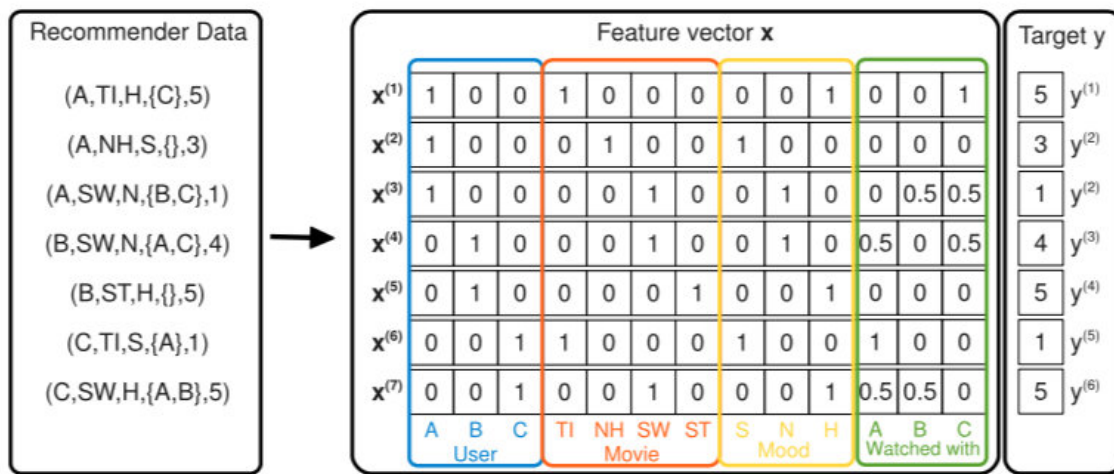 Recommender Data
(A,TI,H,{C},5)
(A,NH,S,{},3)
(A,SW,N,{B,C},1)
(B,SW,N,{A,C},4)
(B,ST,H,{},5)
(C,TI,S,{A},1)
(C,SW,H,{A,B},5)
Feature vector x
x(1) 1 0 0 1 0 0 0 0 0 1 0 0 1
x(2) 1 0 0 0 1 0 0 1 0 0 0 0 0
x(3) 1 0 0 0 0 1 0 0 1 0 0 0.5 0.5
x(4) 0 1 0 0 0 1 0 0 1 0 0.5 0 0.5
x(5) 0 1 0 0 0 0 1 0 0 1 0 0 0
x(6) 0 0 1 1 0 0 0 1 0 0 1 0 0
x(7) 0 0 1 0 0 1 0 0 0 1 0.5 0.5 0
A B C TI NH SW ST S N H A B C
User Movie Mood Watched with
Target y
5 y(1)
3 y(2)
1 y(2)
4 y(3)
5 y(4)
1 y(5)
5 y(6)